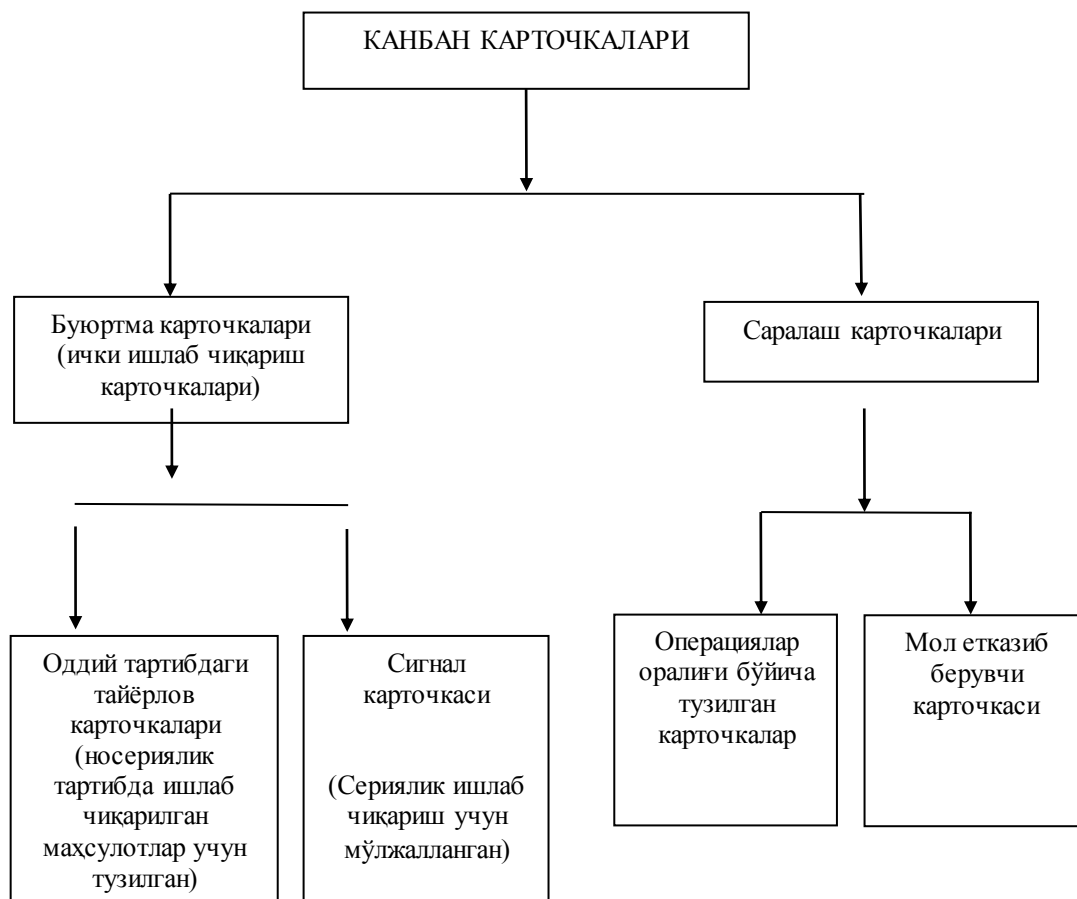 КАНБАН КАРТОЧКАЛАРИ
Буюртма карточкалари
(ички ишлаб чиқариш
карточкалари)
Саралаш карточкалари
Оддий тартибдаги
тайёрлов
карточкалари
(носериялик
тартибда ишлаб
чиқарилган
маҳсулотлар учун
тузилган)
Сигнал
карточкаси
(Сериялик ишлаб
чиқариш учун
мўлжалланган)
Операциялар
оралиғи бўйича
тузилган
карточкалар
Мол етказиб
берувчи
карточкаси